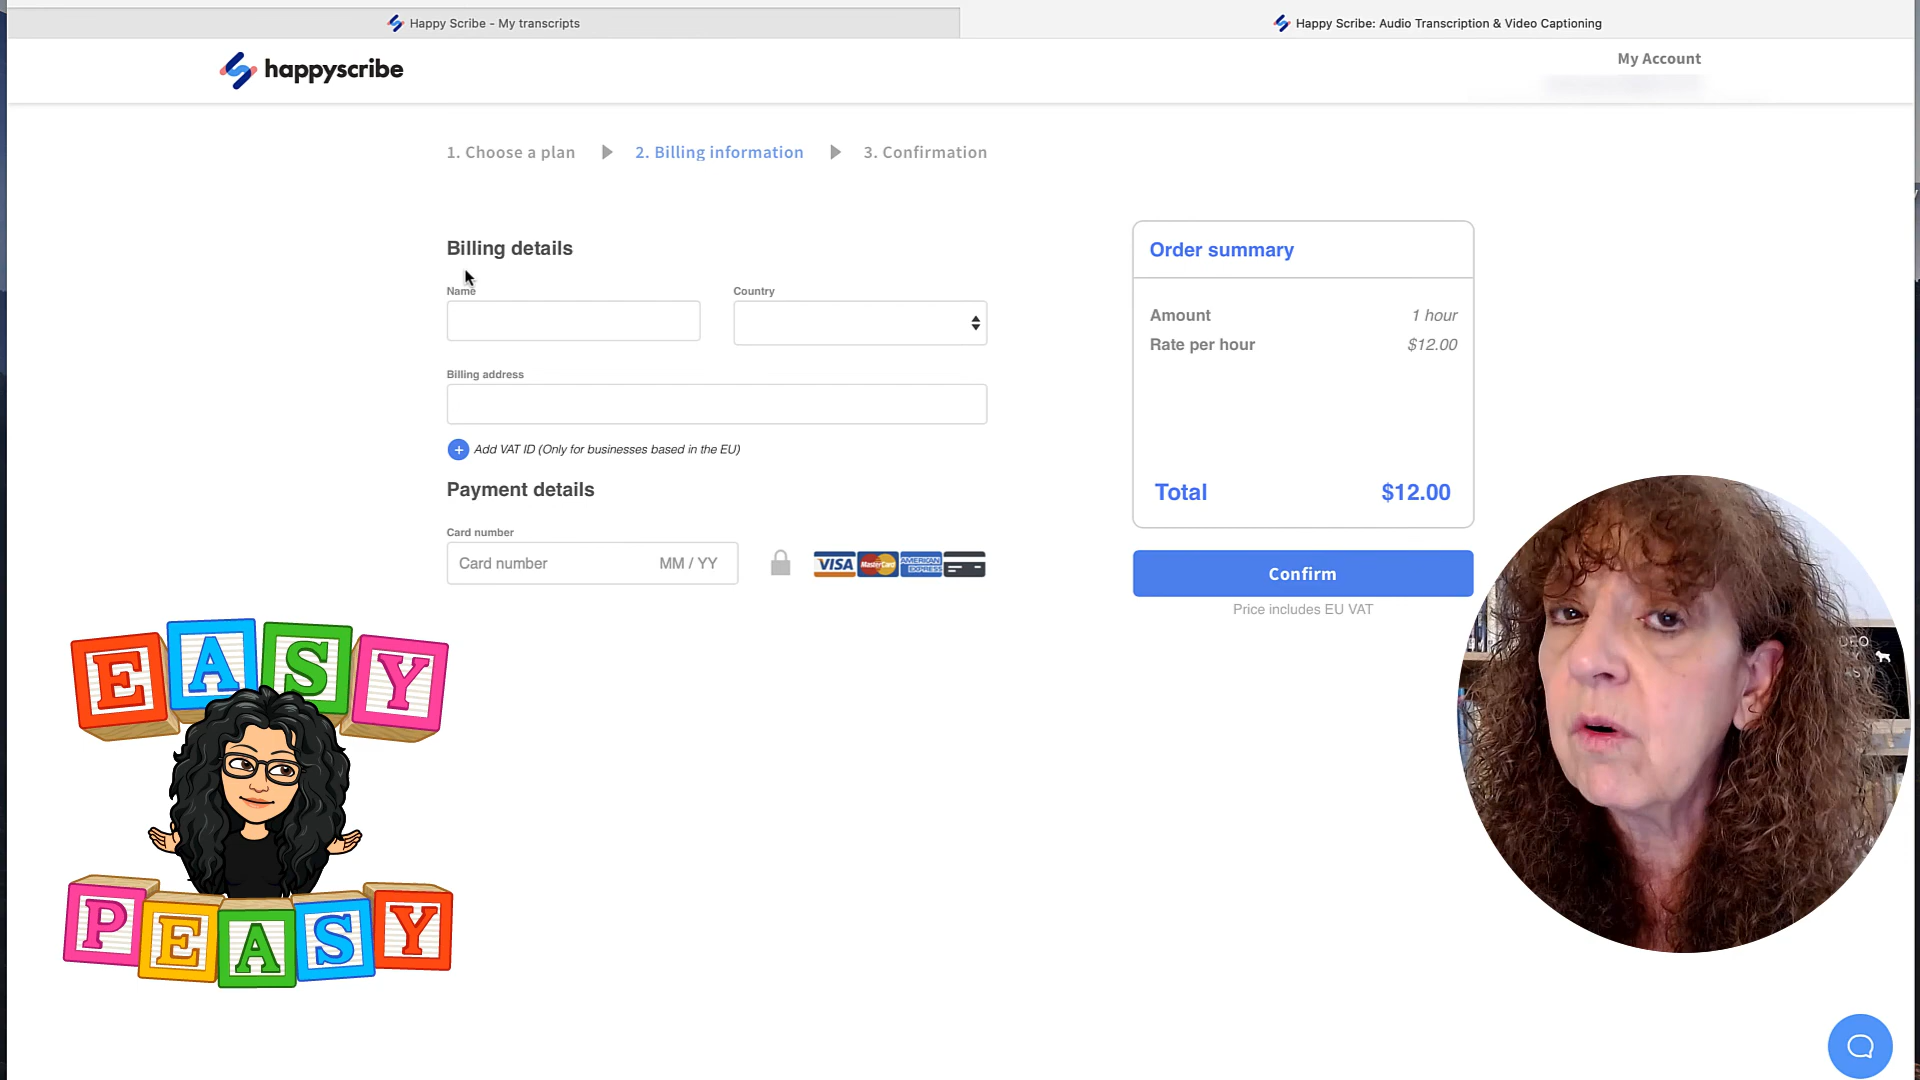 Happy Scribe - My transcripts
Happy Scribe: Audio Transcription & Video Captioning
happyscribe
My Account
1. Choose a plan
2. Billing information
3. Confirmation
Billing details
Name
Country
Billing address
+ Add VAT ID (Only for businesses based in the EU)
Payment details
Card number
Card number MM / YY
VISA MasterCard AMERICAN EXPRESS
Order summary
Amount 1 hour
Rate per hour $12.00
Total $12.00
Confirm
Price includes EU VAT
EASY
PEASY